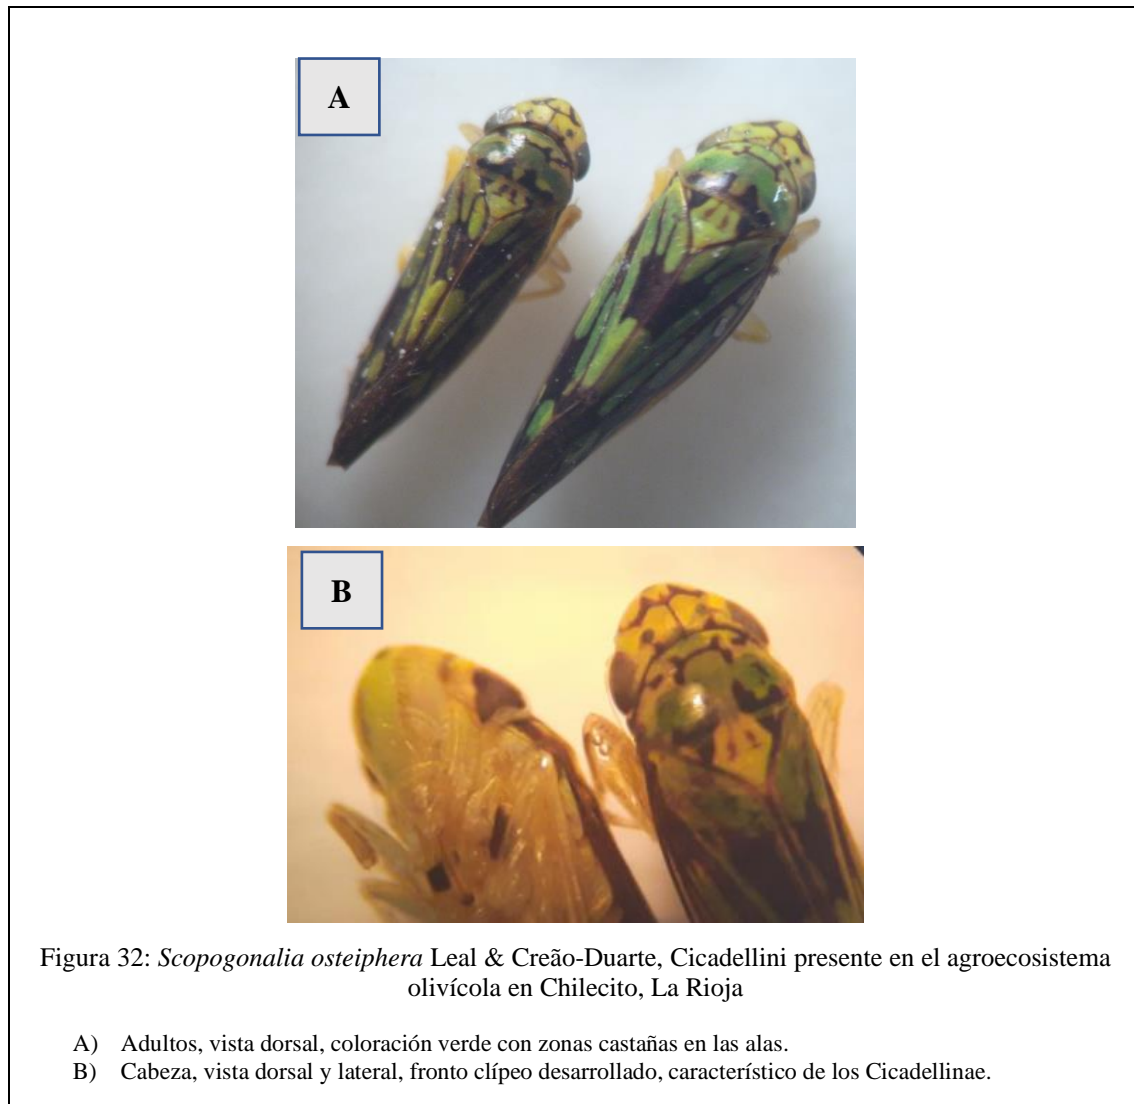 A
B
Figura 32: Scopogonalia osteiphera Leal & Creão-Duarte, Cicadellini presente en el agroecosistema
olivícola en Chilecito, La Rioja
A) Adultos, vista dorsal, coloración verde con zonas castañas en las alas.
B) Cabeza, vista dorsal y lateral, fronto clípeo desarrollado, característico de los Cicadellinae.